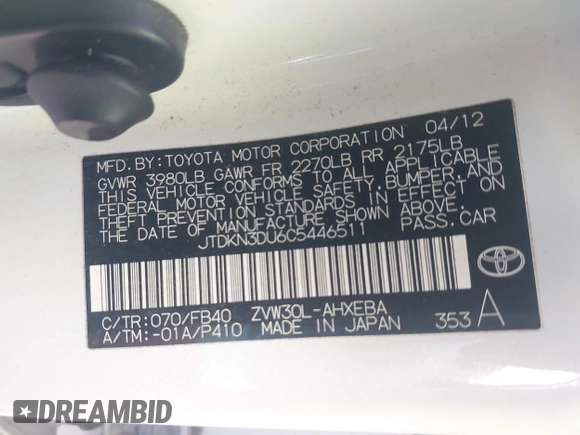 MFD. BY: TOYOTA MOTOR CORPORATION 04/12
GVWR 3980LB GAWR FR 2270LB RR 2175LB
THIS VEHICLE CONFORMS TO ALL APPLICABLE
FEDERAL MOTOR VEHICLE SAFETY, BUMPER, AND
THEFT PREVENTION STANDARDS IN EFFECT ON
THE DATE OF MANUFACTURE SHOWN ABOVE.
JTDKN3DU6C5446511 PASS. CAR
C/TR: 070/FB40 ZVW30L-AHXEBA
A/TM: -01A/P410 MADE IN JAPAN 353 A
DREAMBID